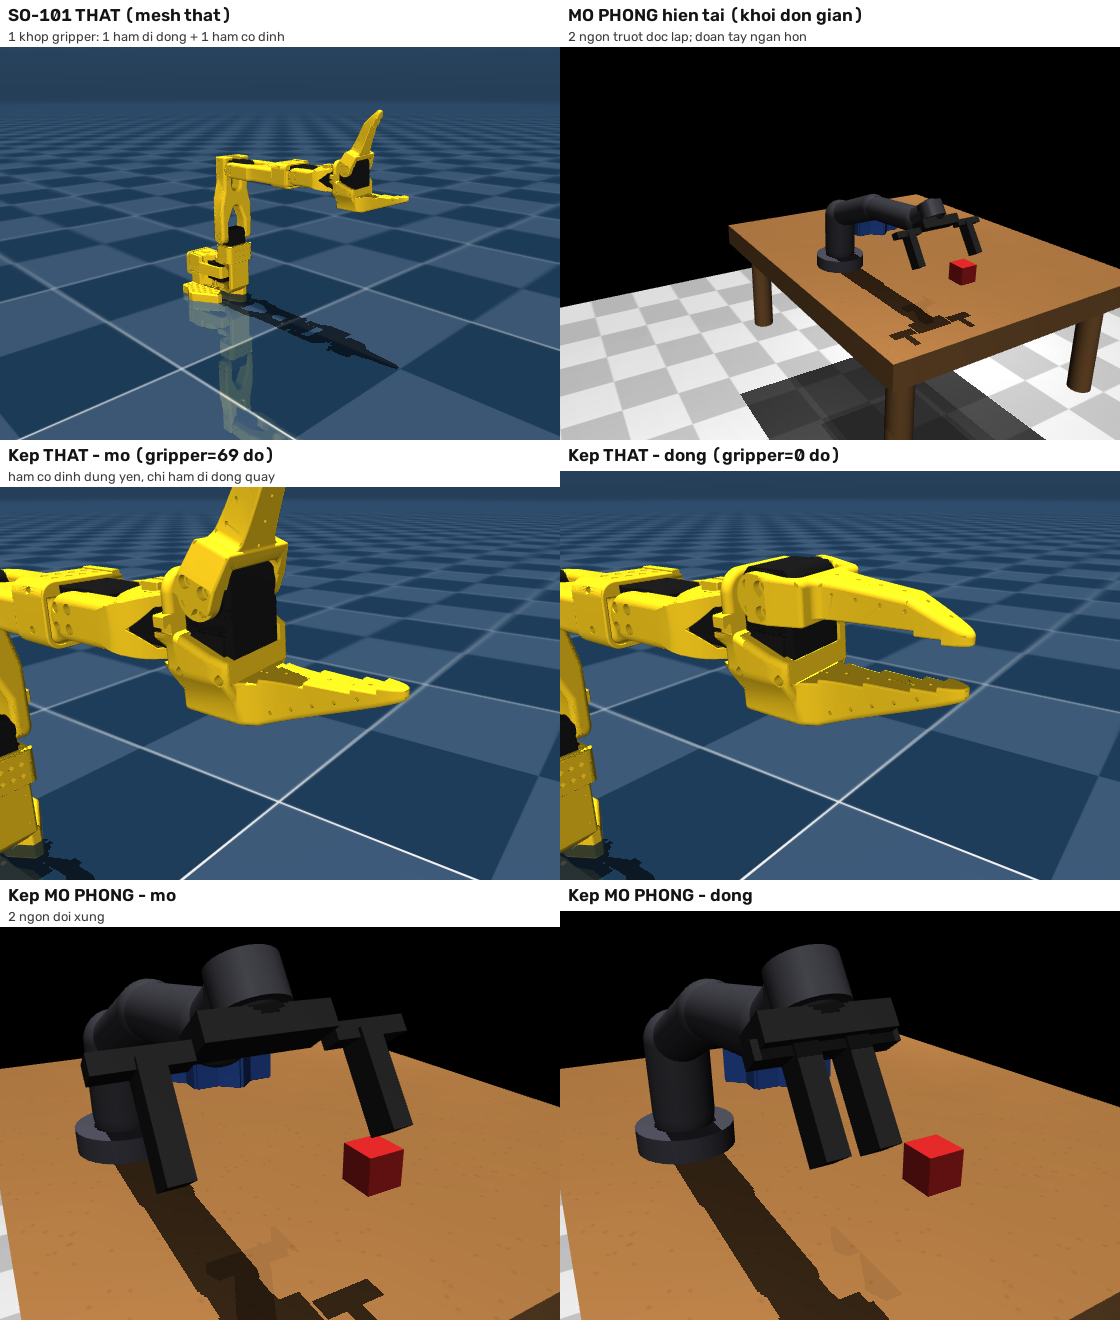 SO-101 THAT (mesh that)
1 khop gripper: 1 ham di dong + 1 ham co dinh
MO PHONG hien tai (khoi don gian)
2 ngon truot doc lap; doan tay ngan hon
Kep THAT - mo (gripper=69 do)
ham co dinh dung yen, chi ham di dong quay
Kep THAT - dong (gripper=0 do)
Kep MO PHONG - mo
2 ngon doi xung
Kep MO PHONG - dong